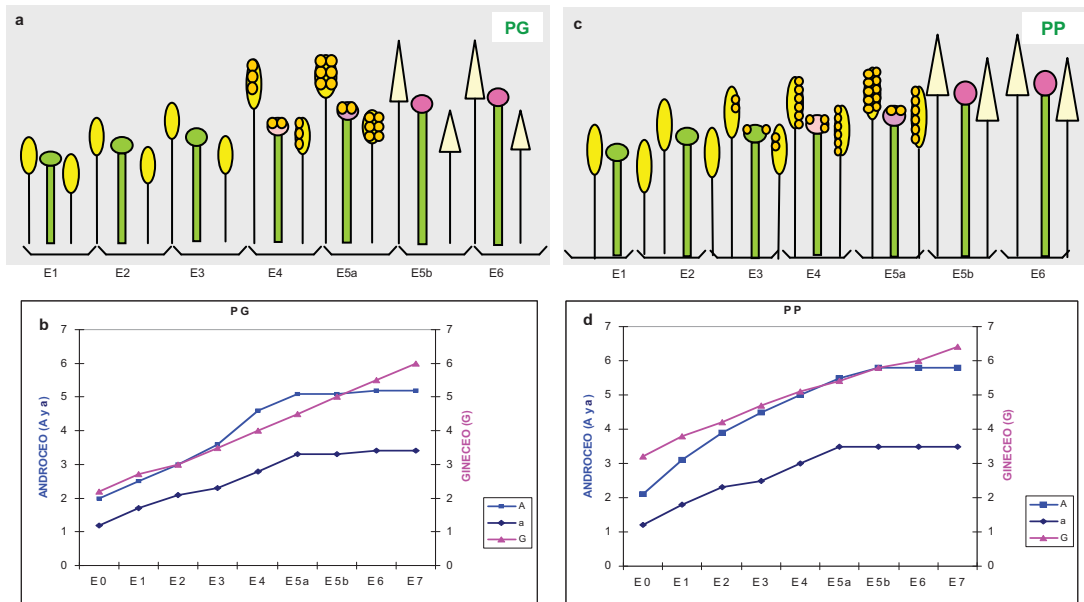 a
PG
E1 E2 E3 E4 E5a E5b E6
c
PP
E1 E2 E3 E4 E5a E5b E6
b
PG
7 7
6 6
5 5
4 4
3 3
2 2
1 1
0 0
ANDROCEO (A y a)
GINECEO (G)
E0 E1 E2 E3 E4 E5a E5b E6 E7
A
a
G
d
PP
7 7
6 6
5 5
4 4
3 3
2 2
1 1
0 0
ANDROCEO (A y a)
GINECEO (G)
E0 E1 E2 E3 E4 E5a E5b E6 E7
A
a
G